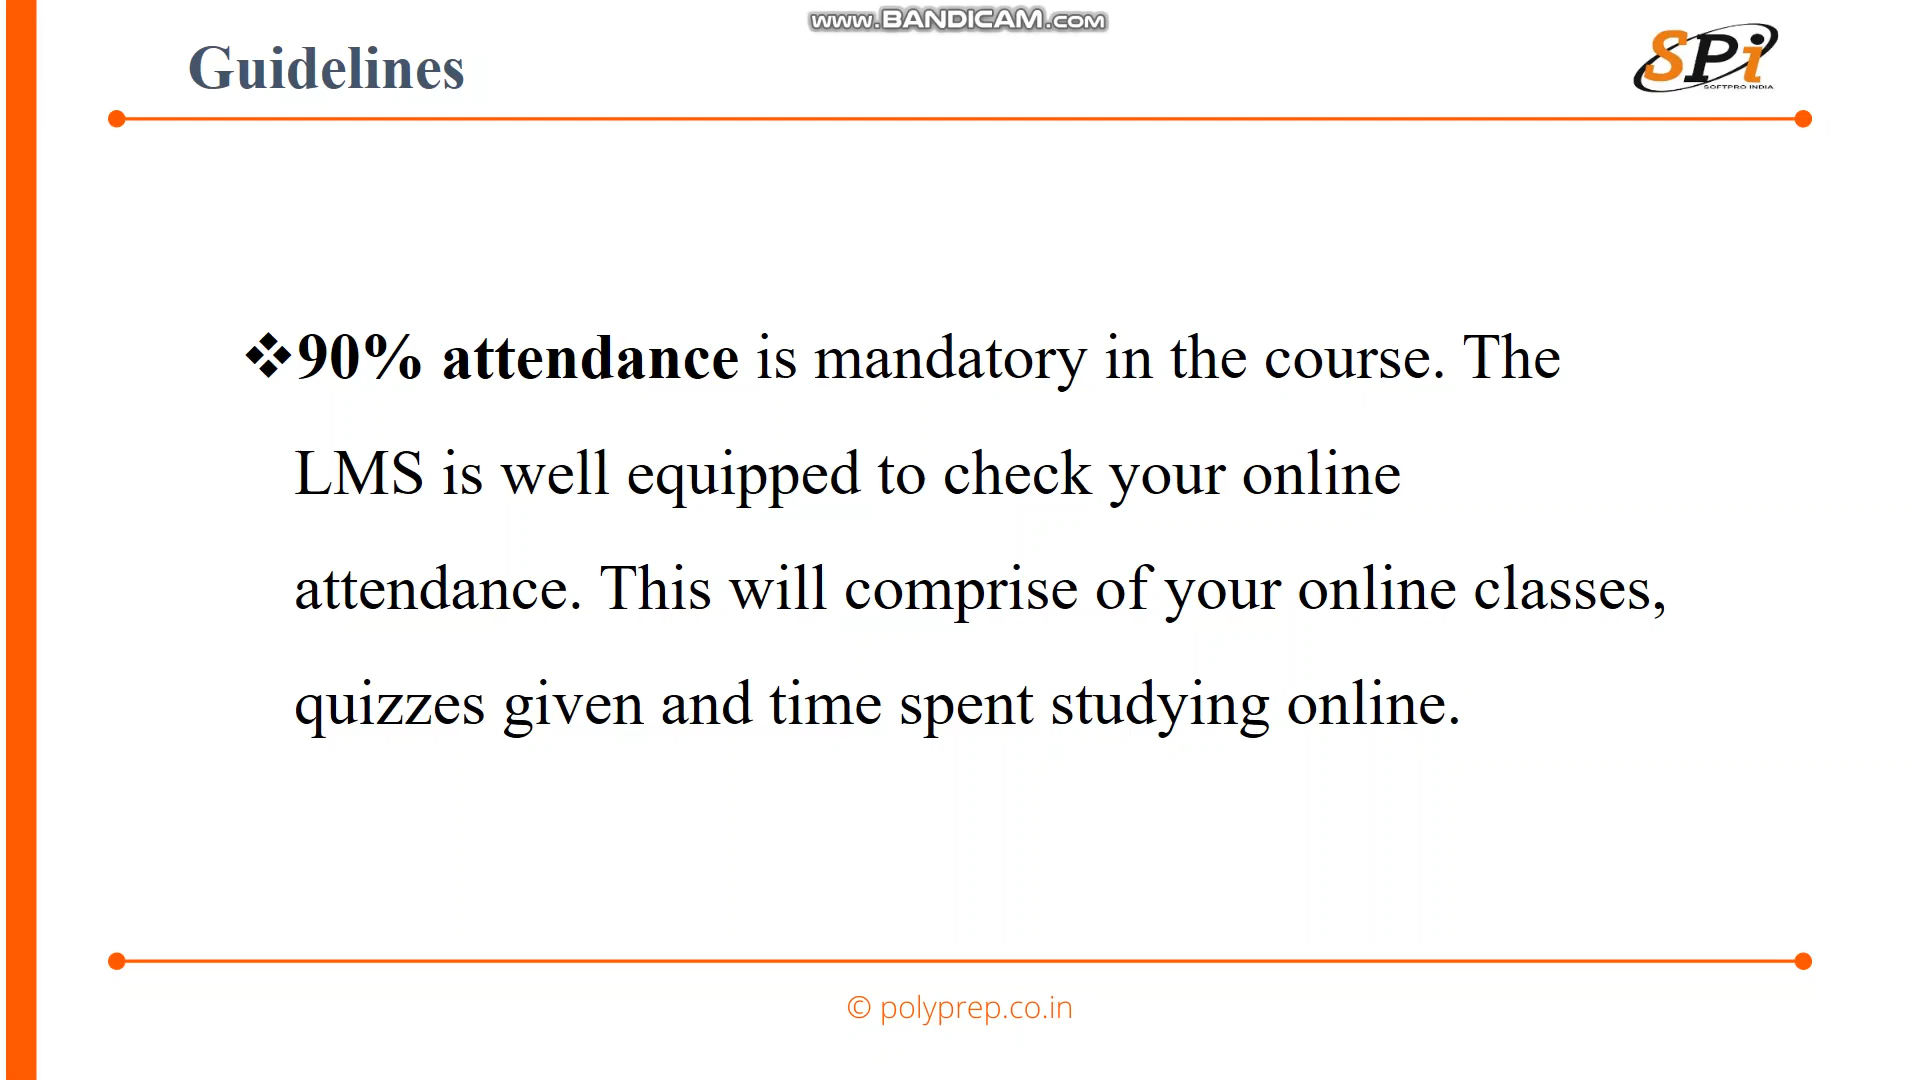 www.BANDICAM.com
Guidelines
SPi
SOFTPRO INDIA
❖90% attendance is mandatory in the course. The
LMS is well equipped to check your online
attendance. This will comprise of your online classes,
quizzes given and time spent studying online.
© polyprep.co.in